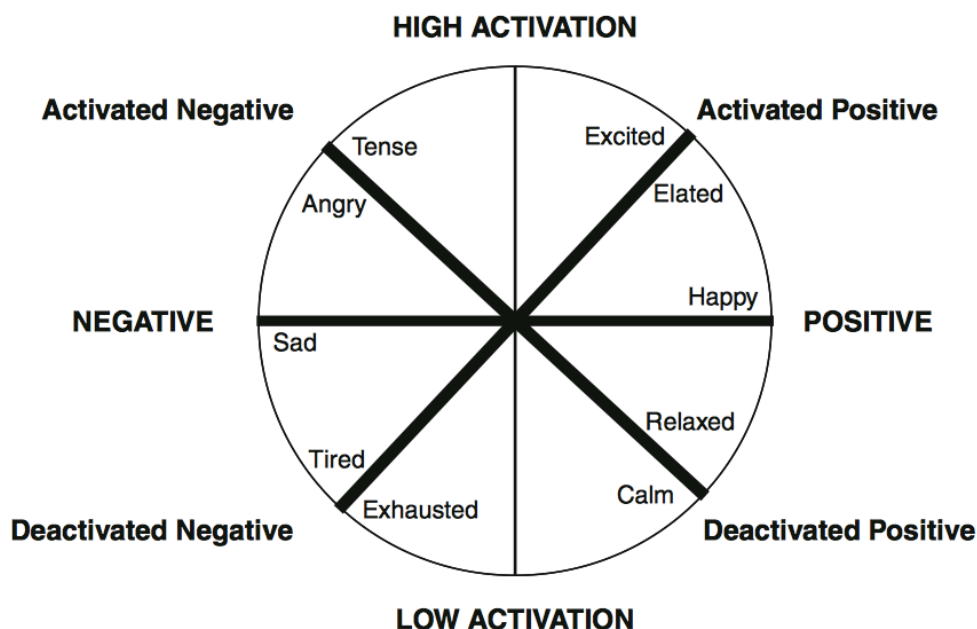 HIGH ACTIVATION
Activated Negative
Activated Positive
Tense
Excited
Angry
Elated
Happy
NEGATIVE
POSITIVE
Sad
Relaxed
Tired
Calm
Exhausted
Deactivated Negative
Deactivated Positive
LOW ACTIVATION